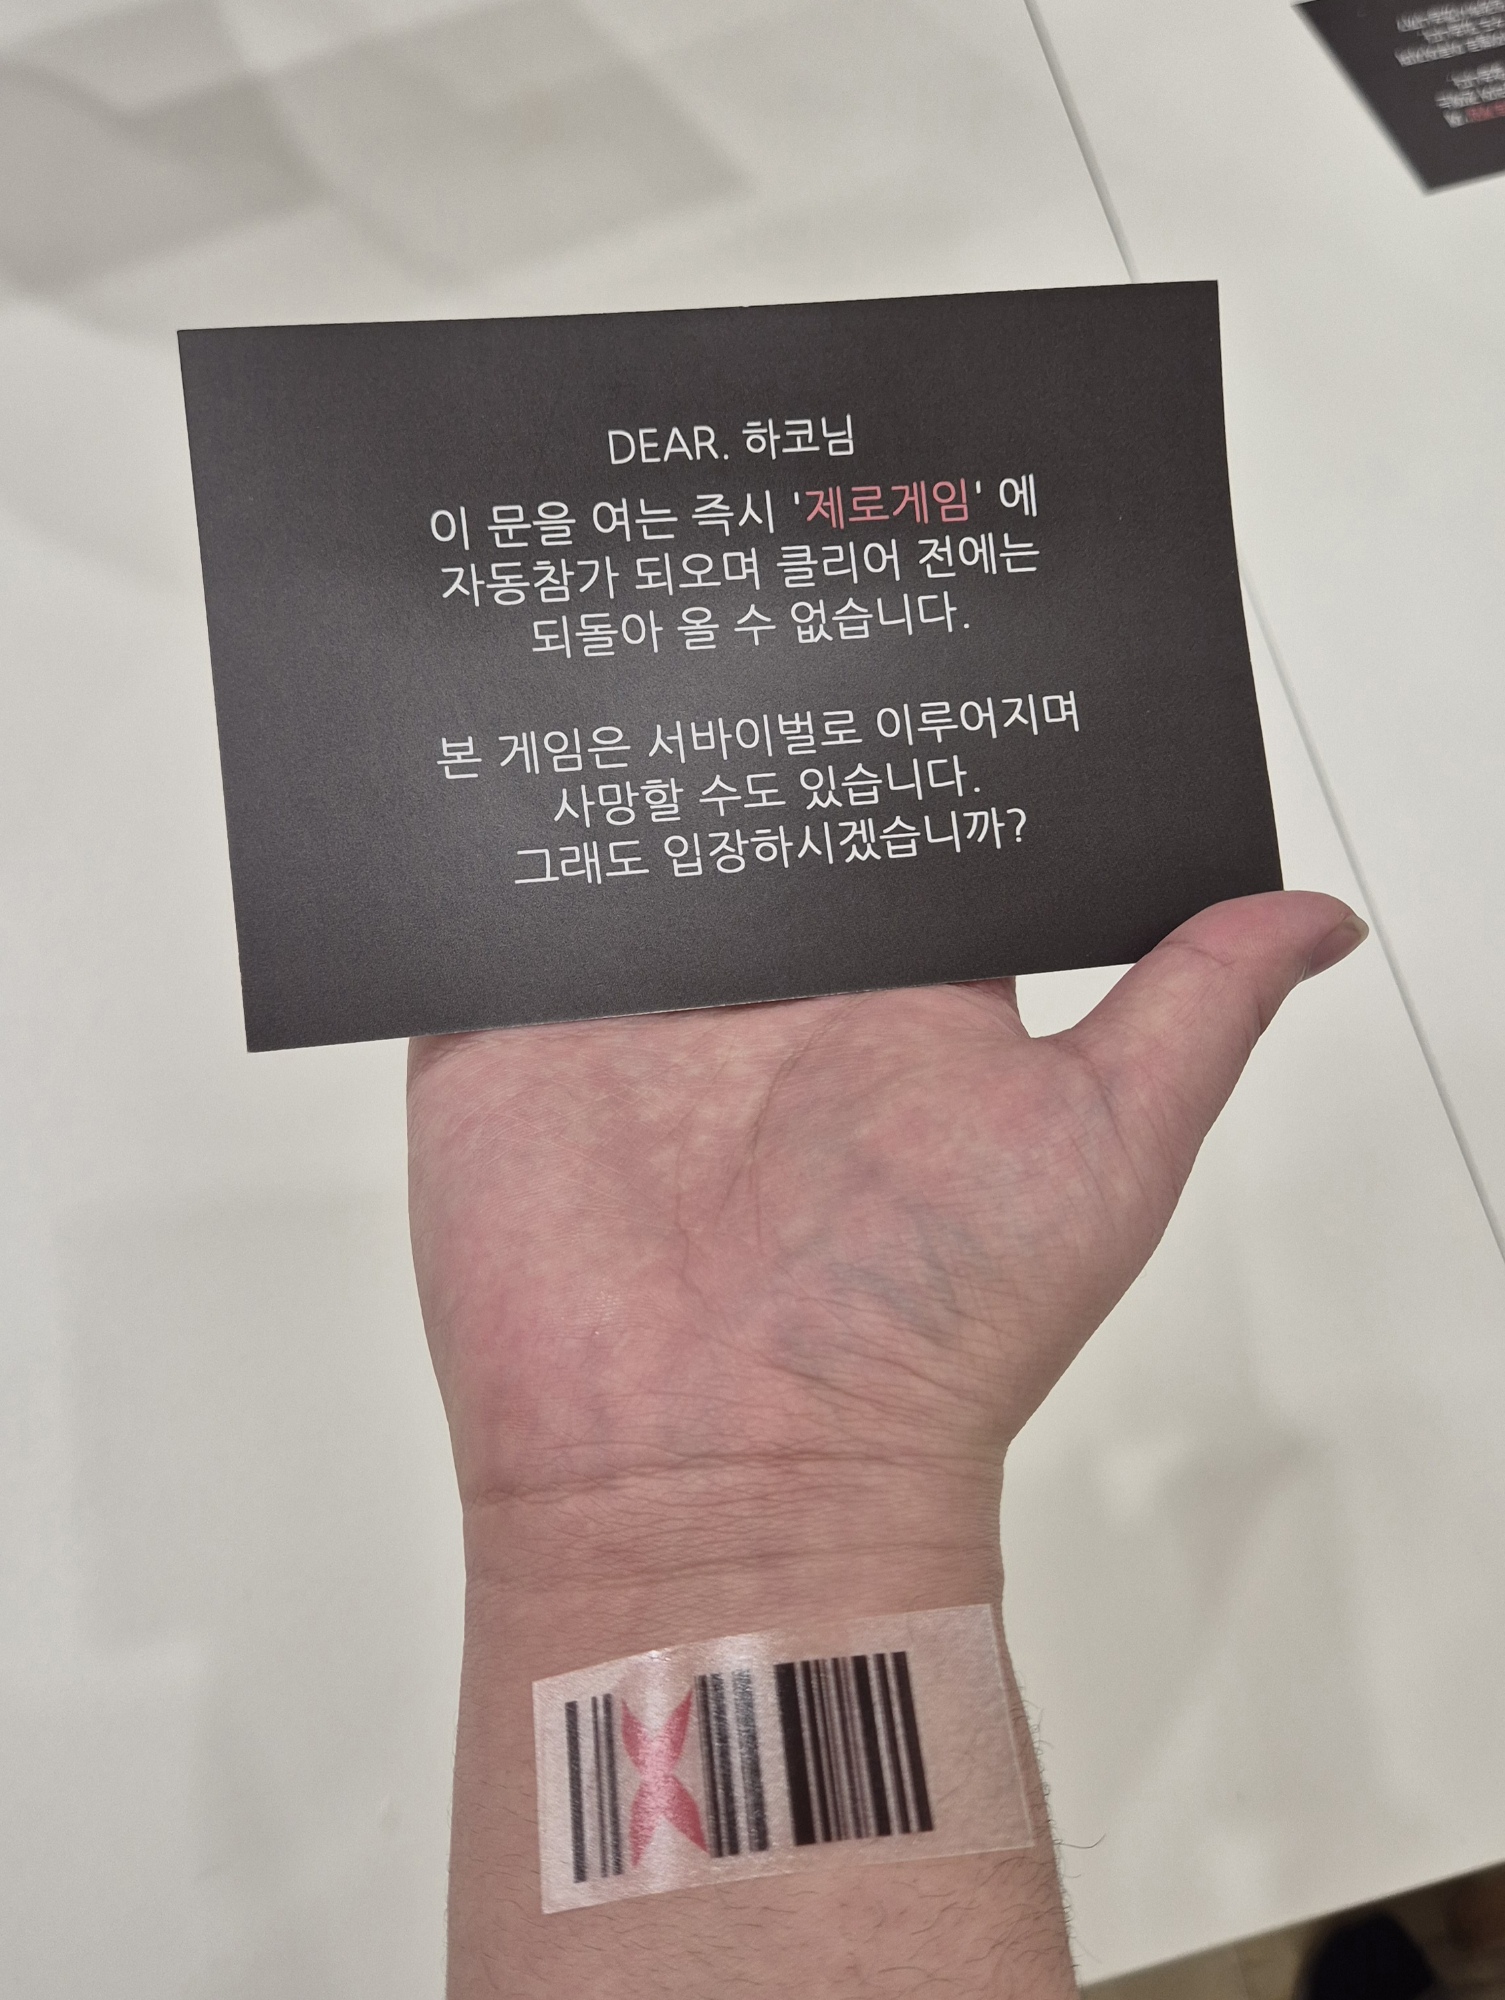 DEAR. 하코님
이 문을 여는 즉시 '제로게임' 에
자동참가 되오며 클리어 전에는
되돌아 올 수 없습니다.
본 게임은 서바이벌로 이루어지며
사망할 수도 있습니다.
그래도 입장하시겠습니까?